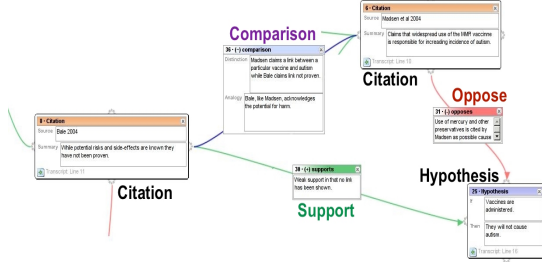 6 - Citation
Source Madsen et al 2004
Summary Claims that widespread use of the MMR vaccinne
is responsible for increading incidence of autism.
Transcript: Line 10
Comparison
36 - (-) comparison
Distinction Madsen claims a link between a
particular vaccine and autism
while Bale claims link not proven.
Analogy Bale, like Madsen, acknowledges
the potential for harm.
Citation
Oppose
31 - (-) opposes
Use of mercury and other
preservatives is cited by
Madsen as possible cause
8 - Citation
Source Bale 2004
Summary While potential risks and side-effects are known they
have not been proven.
Transcript: Line 11
Citation
38 - (+) supports
Weak support in that no link
has been shown.
Support
Hypothesis
25 - Hypothesis
If Vaccines are
administered.
Then They will not cause
autism.
Transcript: Line 10